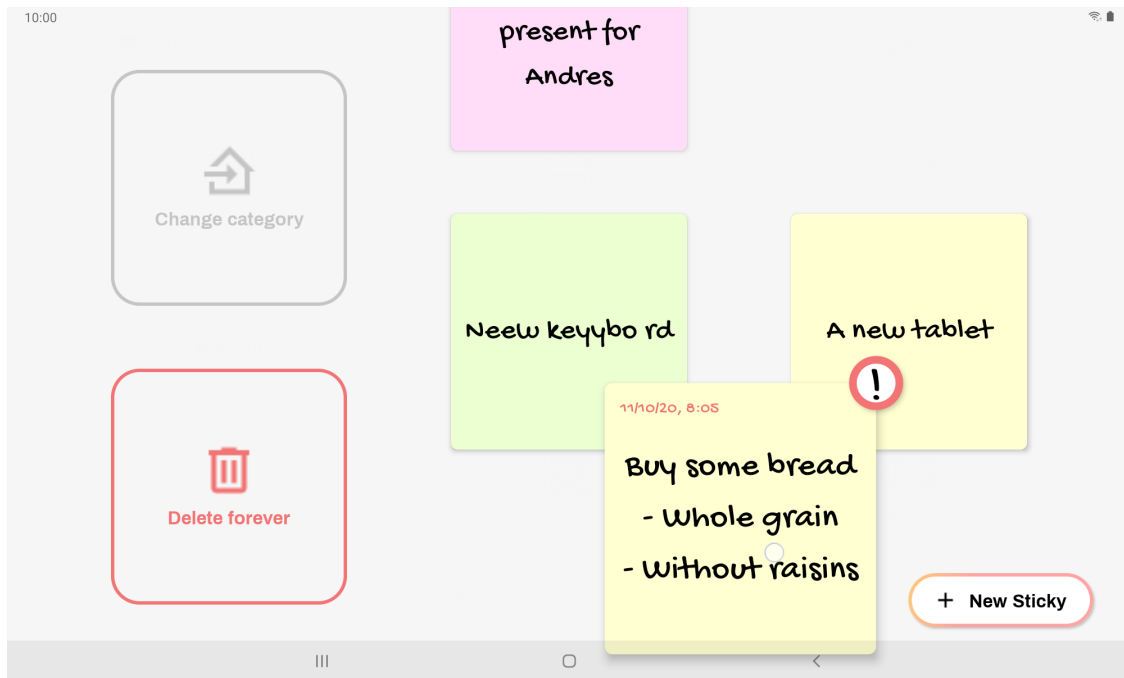 10:00
present for
Andres
Change category
Neew keyybo rd
A new tablet
!
11/10/20, 8:05
Buy some bread
- Whole grain
- Without raisins
Delete forever
+ New Sticky